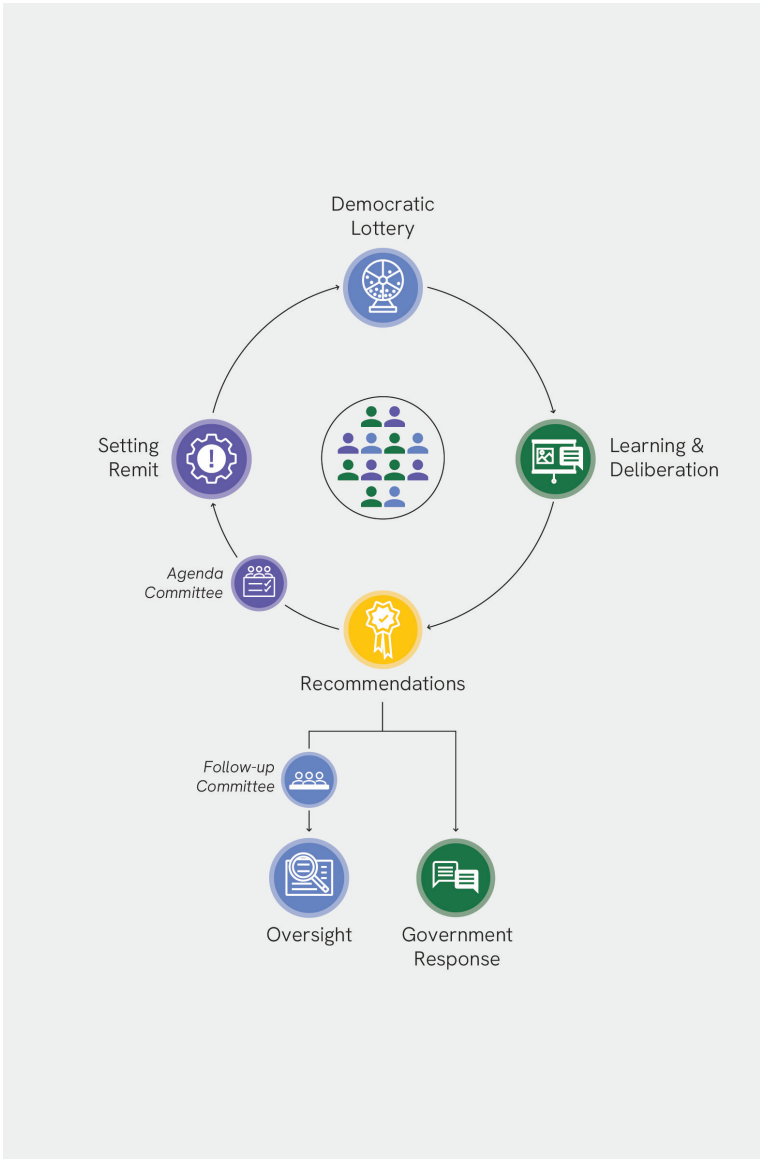 Democratic
Lottery
Setting
Remit
Learning &
Deliberation
Agenda
Committee
Recommendations
Follow-up
Committee
Oversight
Government
Response